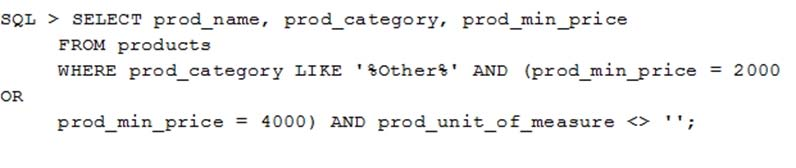 SQL > SELECT prod_name, prod_category, prod_min_price
FROM products
WHERE prod_category LIKE '%Other%' AND (prod_min_price = 2000
OR
prod_min_price = 4000) AND prod_unit_of_measure <> '';